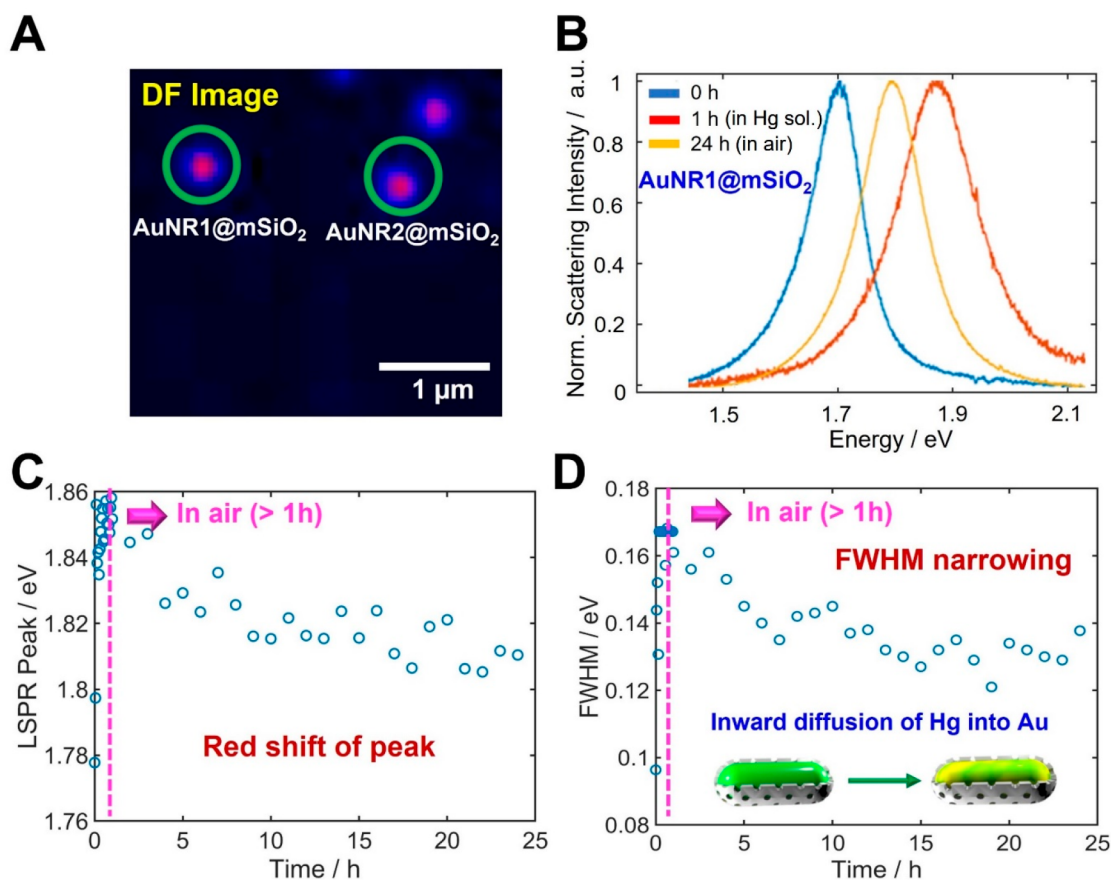 A
DF Image
AuNR1@mSiO₂
AuNR2@mSiO₂
1 μm
B
Norm. Scattering Intensity / a.u.
1
0.8
0.6
0.4
0.2
0
0 h
1 h (in Hg sol.)
24 h (in air)
AuNR1@mSiO₂
1.5
1.7
1.9
2.1
Energy / eV
C
LSPR Peak / eV
1.86
1.84
1.82
1.8
1.78
1.76
In air (> 1h)
Red shift of peak
0
5
10
15
20
25
Time / h
D
FWHM / eV
0.18
0.16
0.14
0.12
0.1
0.08
In air (> 1h)
FWHM narrowing
Inward diffusion of Hg into Au
0
5
10
15
20
25
Time / h